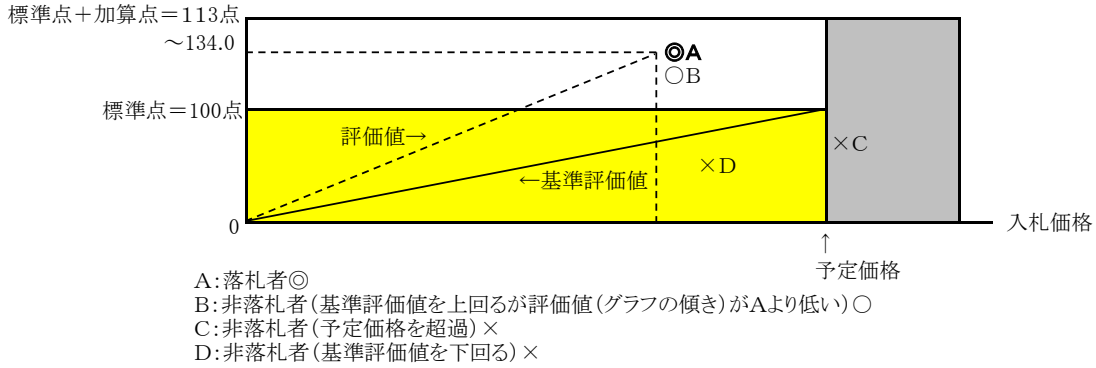 標準点＋加算点＝113点
～134.0
◎A
○B
標準点＝100点
評価値→
×C
×D
←基準評価値
0
入札価格
↑
予定価格
A：落札者◎
B：非落札者（基準評価値を上回るが評価値（グラフの傾き）がAより低い）○
C：非落札者（予定価格を超過）×
D：非落札者（基準評価値を下回る）×